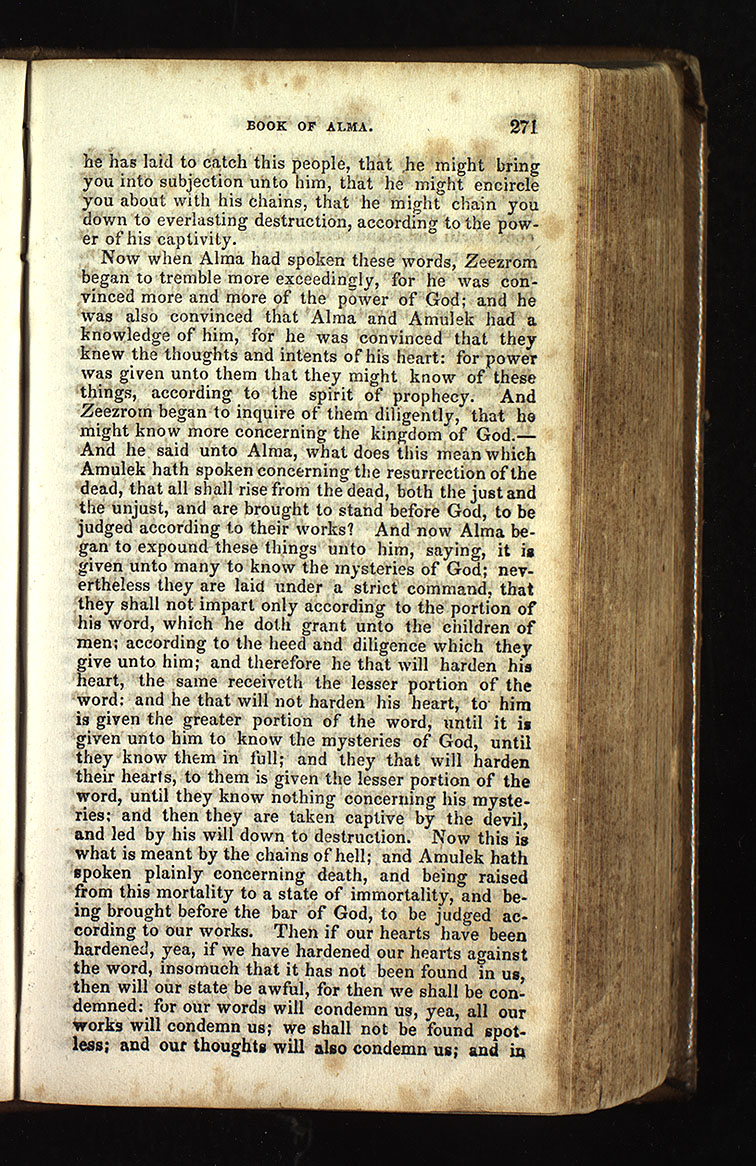 BOOK OF ALMA. 271
he has laid to catch this people, that he might bring
you into subjection unto him, that he might encircle
you about with his chains, that he might chain you
down to everlasting destruction, according to the pow-
er of his captivity.
Now when Alma had spoken these words, Zeezrom
began to tremble more exceedingly, for he was con-
vinced more and more of the power of God; and he
was also convinced that Alma and Amulek had a
knowledge of him, for he was convinced that they
knew the thoughts and intents of his heart: for power
was given unto them that they might know of these
things, according to the spirit of prophecy. And
Zeezrom began to inquire of them diligently, that he
might know more concerning the kingdom of God.—
And he said unto Alma, what does this mean which
Amulek hath spoken concerning the resurrection of the
dead, that all shall rise from the dead, both the just and
the unjust, and are brought to stand before God, to be
judged according to their works? And now Alma be-
gan to expound these things unto him, saying, it is
given unto many to know the mysteries of God; nev-
ertheless they are laid under a strict command, that
they shall not impart only according to the portion of
his word, which he doth grant unto the children of
men; according to the heed and diligence which they
give unto him; and therefore he that will harden his
heart, the same receiveth the lesser portion of the
word: and he that will not harden his heart, to him
is given the greater portion of the word, until it is
given unto him to know the mysteries of God, until
they know them in full; and they that will harden
their hearts, to them is given the lesser portion of the
word, until they know nothing concerning his myste-
ries; and then they are taken captive by the devil,
and led by his will down to destruction. Now this is
what is meant by the chains of hell; and Amulek hath
spoken plainly concerning death, and being raised
from this mortality to a state of immortality, and be-
ing brought before the bar of God, to be judged ac-
cording to our works. Then if our hearts have been
hardened, yea, if we have hardened our hearts against
the word, insomuch that it has not been found in us,
then will our state be awful, for then we shall be con-
demned: for our words will condemn us, yea, all our
works will condemn us; we shall not be found spot-
less; and our thoughts will also condemn us; and in